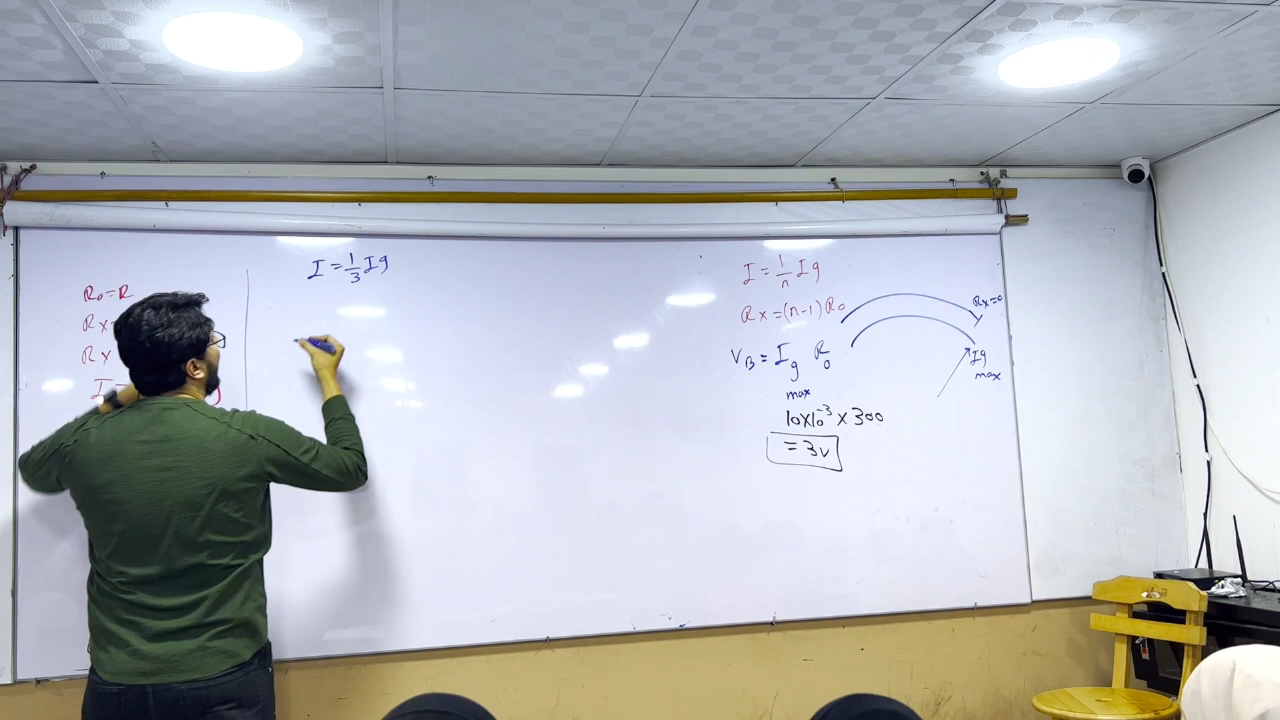 R₀=R
Rx=
Rx
I
g
I=1/3 Ig
I=1/n Ig
Rx=(n-1)R₀
V_B = I_g R₀
max
10x10⁻³ x 300
=3v
Rx=0
Ig
max